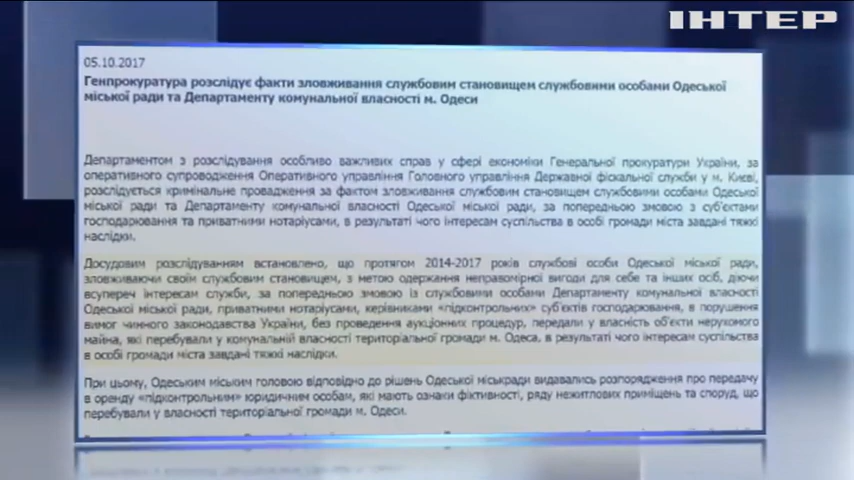 ІНТЕР
05.10.2017
Генпрокуратура розслідує факти зловживання службовим становищем службовими особами Одеської
міської ради та Департаменту комунальної власності м. Одеси
Департаментом з розслідування особливо важливих справ у сфері економіки Генеральної прокуратури України, за
оперативного супроводження Оперативного управління Головного управління Державної фіскальної служби у м. Києві,
розслідується кримінальне провадження за фактом зловживання службовим становищем службовими особами Одеської
міської ради та Департаменту комунальної власності Одеської міської ради, за попередньою змовою з суб'єктами
господарювання та приватними нотаріусами, в результаті чого інтересам суспільства в особі громади міста завдані тяжкі
наслідки.
Досудовим розслідуванням встановлено, що протягом 2014-2017 років службові особи Одеської міської ради,
зловживаючи своїм службовим становищем, з метою одержання неправомірної вигоди для себе та інших осіб, діючи
всупереч інтересам служби, за попередньою змовою із службовими особами Департаменту комунальної власності
Одеської міської ради, приватними нотаріусами, керівниками «підконтрольних» суб'єктів господарювання, в порушення
вимог чинного законодавства України, без проведення аукціонних процедур, передали у власність об'єкти нерухомого
майна, які перебували у комунальній власності територіальної громади м. Одеса, в результаті чого інтересам суспільства
в особі громади міста завдані тяжкі наслідки.
При цьому, Одеським міським головою відповідно до рішень Одеської міськради видавались розпорядження про передачу
в оренду «підконтрольним» юридичним особам, які мають ознаки фіктивності, ряду нежитлових приміщень та споруд, що
перебували у власності територіальної громади м. Одеси.